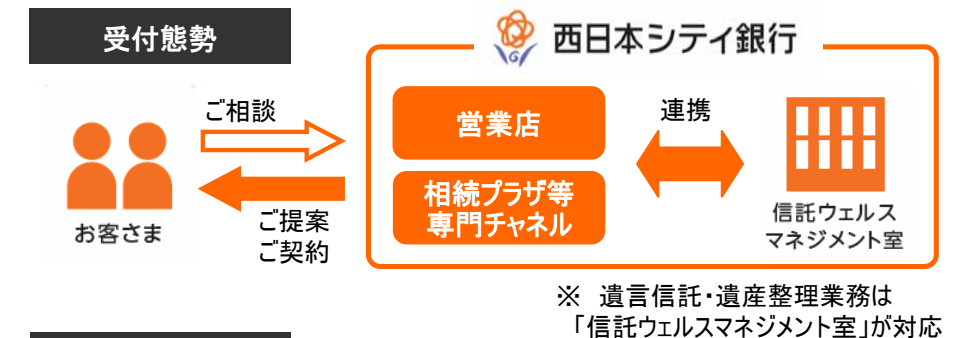 受付態勢
西日本シティ銀行
ご相談
お客さま
ご提案
ご契約
営業店
相続プラザ等
専門チャネル
連携
信託ウェルス
マネジメント室
※ 遺言信託・遺産整理業務は
「信託ウェルスマネジメント室」が対応